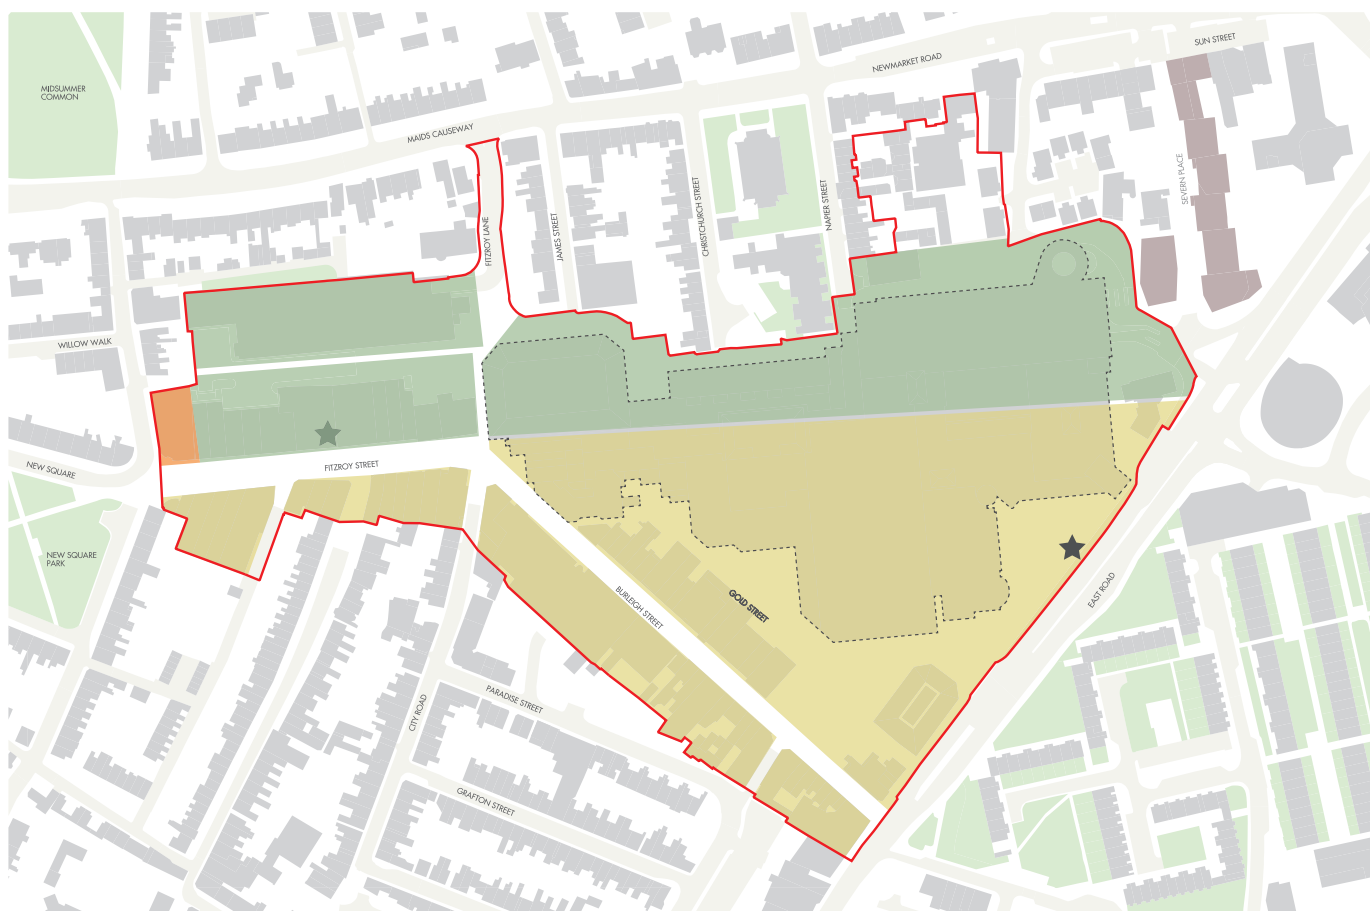 SUN STREET
NEWMARKET ROAD
MIDSUMMER
COMMON
MAIDS CAUSEWAY
SEVERN PLACE
CHRISTCHURCH STREET
NAPIER STREET
FITZROY LANE
JAMES STREET
WILLOW WALK
NEW SQUARE
FITZROY STREET
NEW SQUARE
PARK
BURLEIGH STREET
GOLD STREET
EAST ROAD
PARADISE STREET
CITY ROAD
GRAFTON STREET